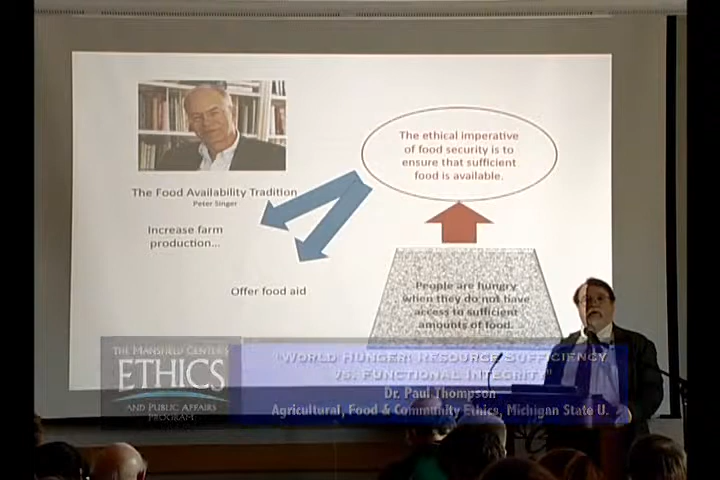 The Food Availability Tradition
Peter Singer
Increase farm
production...
Offer food aid
The ethical imperative
of food security is to
ensure that sufficient
food is available.
People are hungry
when they do not have
access to sufficient
amounts of food.
THE MANSFIELD CENTER'S
ETHICS
AND PUBLIC AFFAIRS
PROGRAM
"WORLD HUNGER: RESOURCE SUFFICIENCY
VS. FUNCTIONAL INTEGRITY"
Dr. Paul Thompson
Agricultural, Food & Community Ethics, Michigan State U.